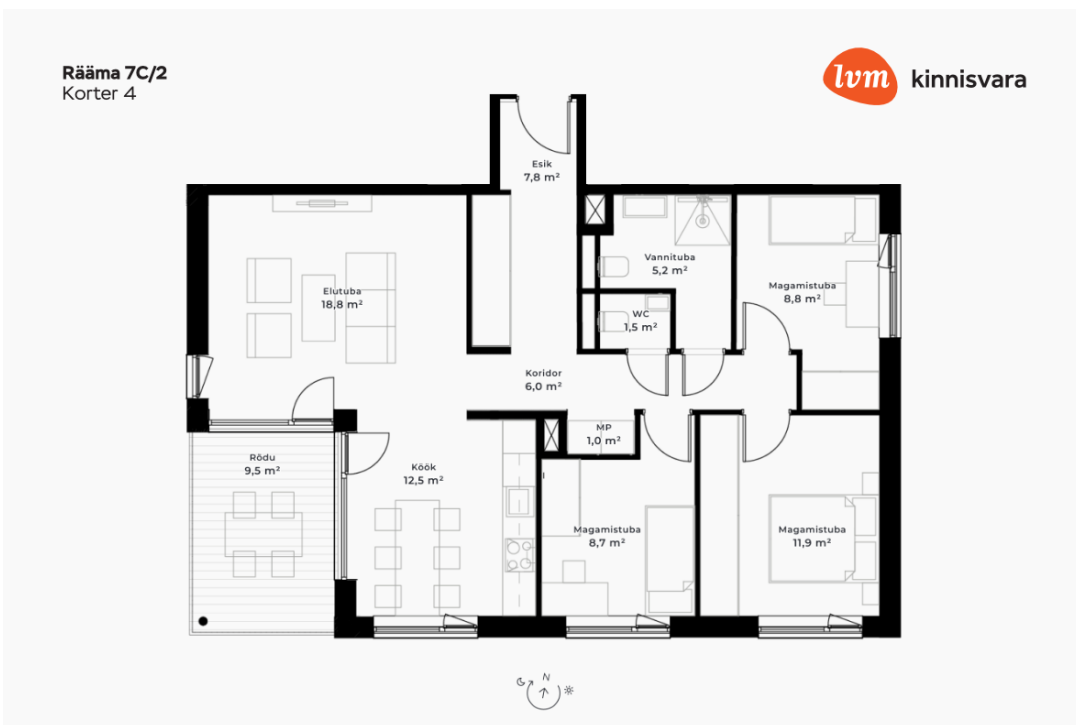 Rääma 7C/2
Korter 4
lvm kinnisvara
Esik
7,8 m²
Vannituba
5,2 m²
Elutuba
18,8 m²
Magamistuba
8,8 m²
WC
1,5 m²
Koridor
6,0 m²
MP
1,0 m²
Rõdu
9,5 m²
Köök
12,5 m²
Magamistuba
8,7 m²
Magamistuba
11,9 m²
N